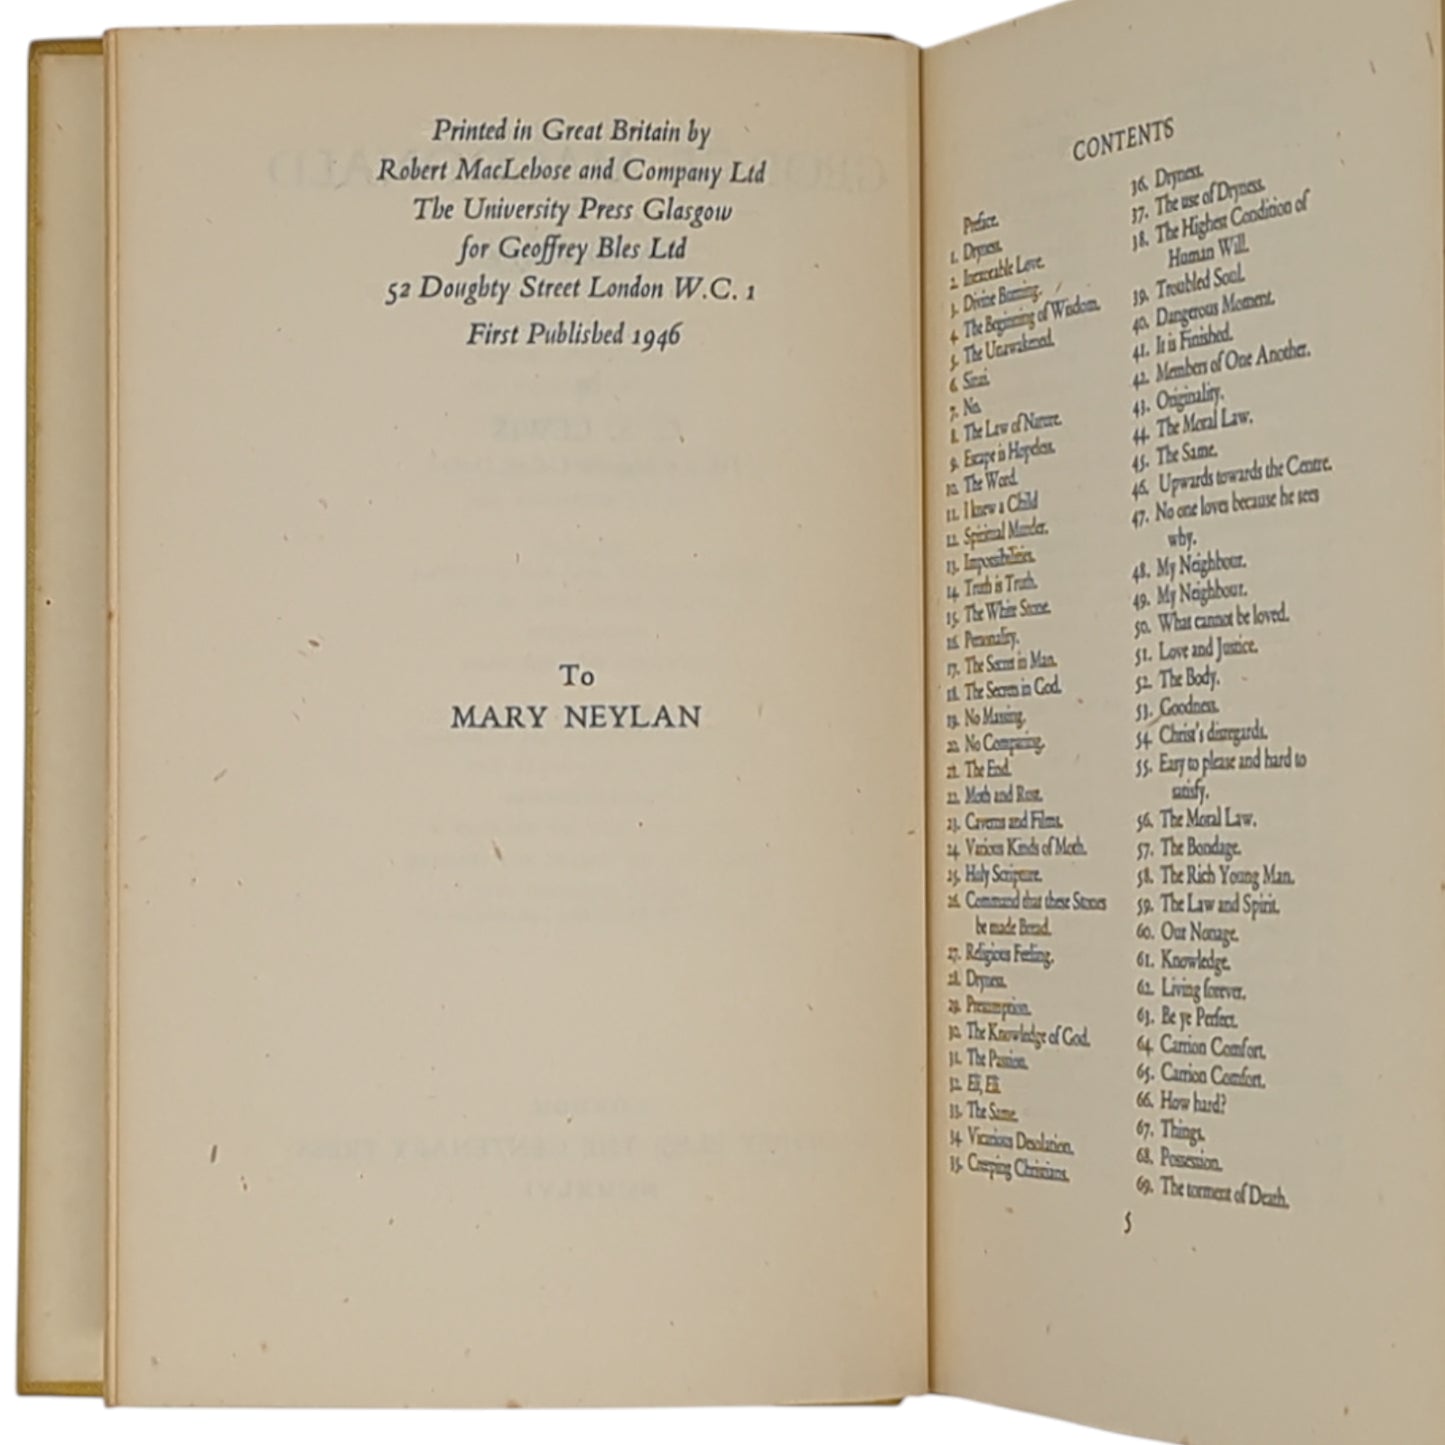 Printed in Great Britain by
Robert MacLehose and Company Ltd
The University Press Glasgow
for Geoffrey Bles Ltd
52 Doughty Street London W.C. 1
First Published 1946
To
MARY NEYLAN
CONTENTS
Preface.
1. Dryness.
2. Inexorable Love.
3. Divine Burning.
4. The Beginning of Wisdom.
5. The Unawakened.
6. Sinai.
7. No.
8. The Law of Nature.
9. Escape is Hopeless.
10. The Word.
11. I knew a Child
12. Spiritual Murder.
13. Impossibilities.
14. Truth is Truth.
15. The White Stone.
16. Personality.
17. The Secret in Man.
18. The Secrets in God.
19. No Massing.
20. No Comparing.
21. The End.
22. Moth and Rust.
23. Caverns and Films.
24. Various Kinds of Moth.
25. Holy Scripture.
26. Command that these Stones
be made Bread.
27. Religious Feeling.
28. Dryness.
29. Presumption.
30. The Knowledge of God.
31. The Passion.
32. Eli, Eli.
33. The Same.
34. Vicarious Desolation.
35. Creeping Christians.
36. Dryness.
37. The use of Dryness.
38. The Highest Condition of
Human Will.
39. Troubled Soul.
40. Dangerous Moment.
41. It is Finished.
42. Members of One Another.
43. Originality.
44. The Moral Law.
45. The Same.
46. Upwards towards the Centre.
47. No one loves because he sees
why.
48. My Neighbour.
49. My Neighbour.
50. What cannot be loved.
51. Love and Justice.
52. The Body.
53. Goodness.
54. Christ's disregards.
55. Easy to please and hard to
satisfy.
56. The Moral Law.
57. The Bondage.
58. The Rich Young Man.
59. The Law and Spirit.
60. Our Nonage.
61. Knowledge.
62. Living forever.
63. Be ye Perfect.
64. Carrion Comfort.
65. Carrion Comfort.
66. How hard?
67. Things.
68. Possession.
69. The torment of Death.
5